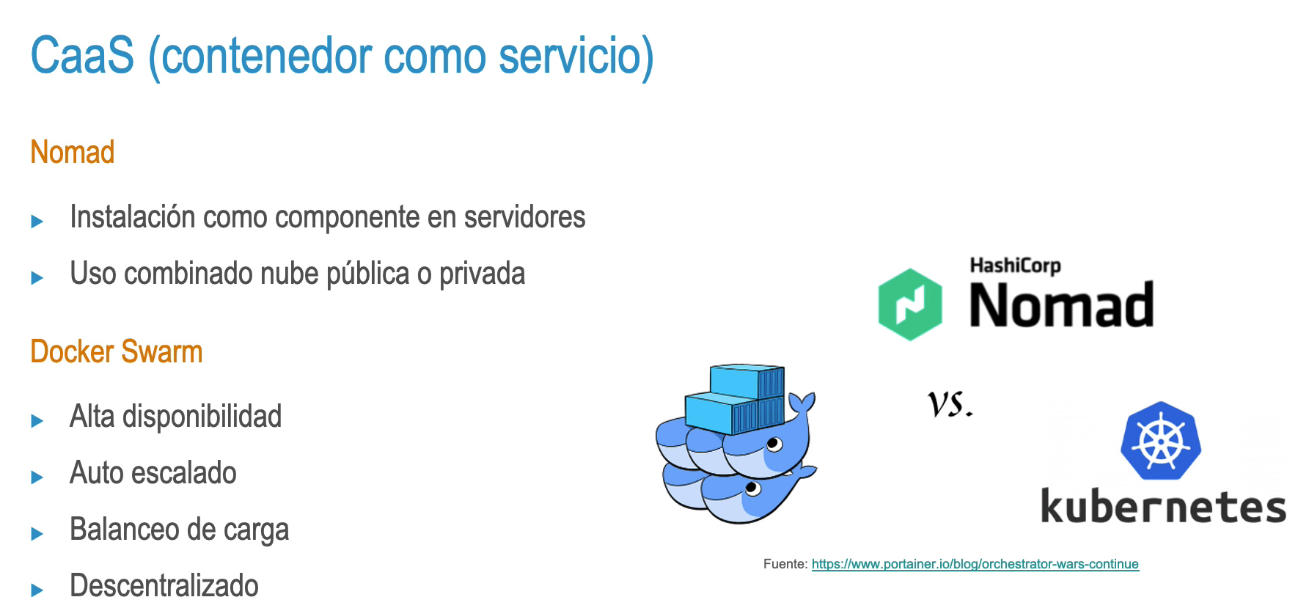 CaaS (contenedor como servicio)
Nomad
Instalación como componente en servidores
Uso combinado nube pública o privada
Docker Swarm
Alta disponibilidad
Auto escalado
Balanceo de carga
Descentralizado
HashiCorp
Nomad
vs.
kubernetes
Fuente: https://www.portainer.io/blog/orchestrator-wars-continue